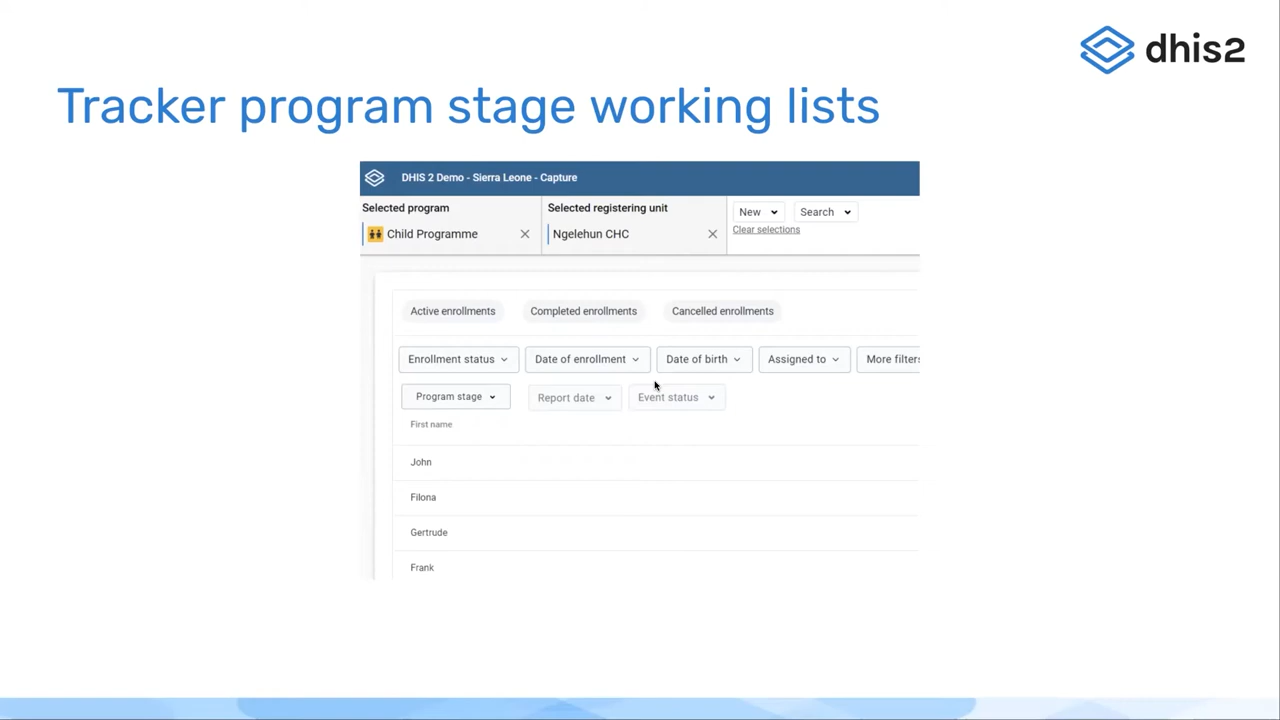 dhis2
Tracker program stage working lists
DHIS 2 Demo - Sierra Leone - Capture
Selected program
Selected registering unit
New
Search
Child Programme
Ngelehun CHC
Clear selections
Active enrollments
Completed enrollments
Cancelled enrollments
Enrollment status
Date of enrollment
Date of birth
Assigned to
More filters
Program stage
Report date
Event status
First name
John
Filona
Gertrude
Frank